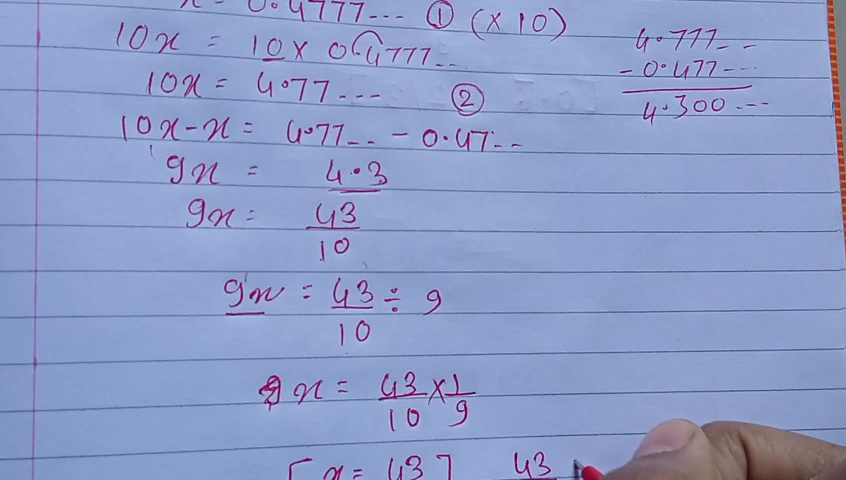 x = 0.4777--- ① (×10)
10x = 10 × 0.4777--
10x = 4.77--- ②
10x-x = 4.77-- - 0.47--
9x = 4.3
9x = 43/10
9x = 43/10 ÷ 9
x = 43/10 × 1/9
[x = 43] 43
4.777--
- 0.477--
4.300---